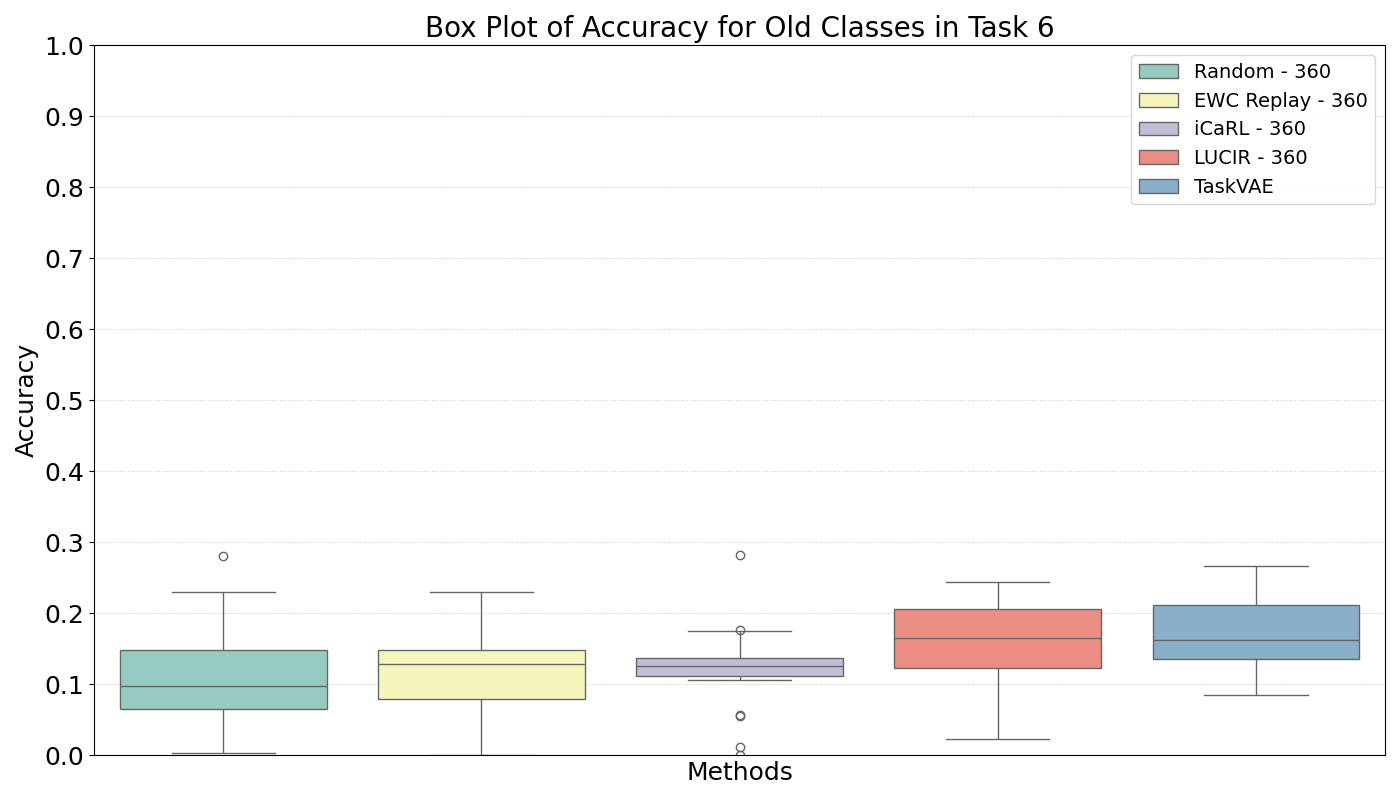 Box Plot of Accuracy for Old Classes in Task 6
1.0
0.9
0.8
0.7
0.6
0.5
0.4
0.3
0.2
0.1
0.0
Accuracy
Methods
Random - 360
EWC Replay - 360
iCaRL - 360
LUCIR - 360
TaskVAE